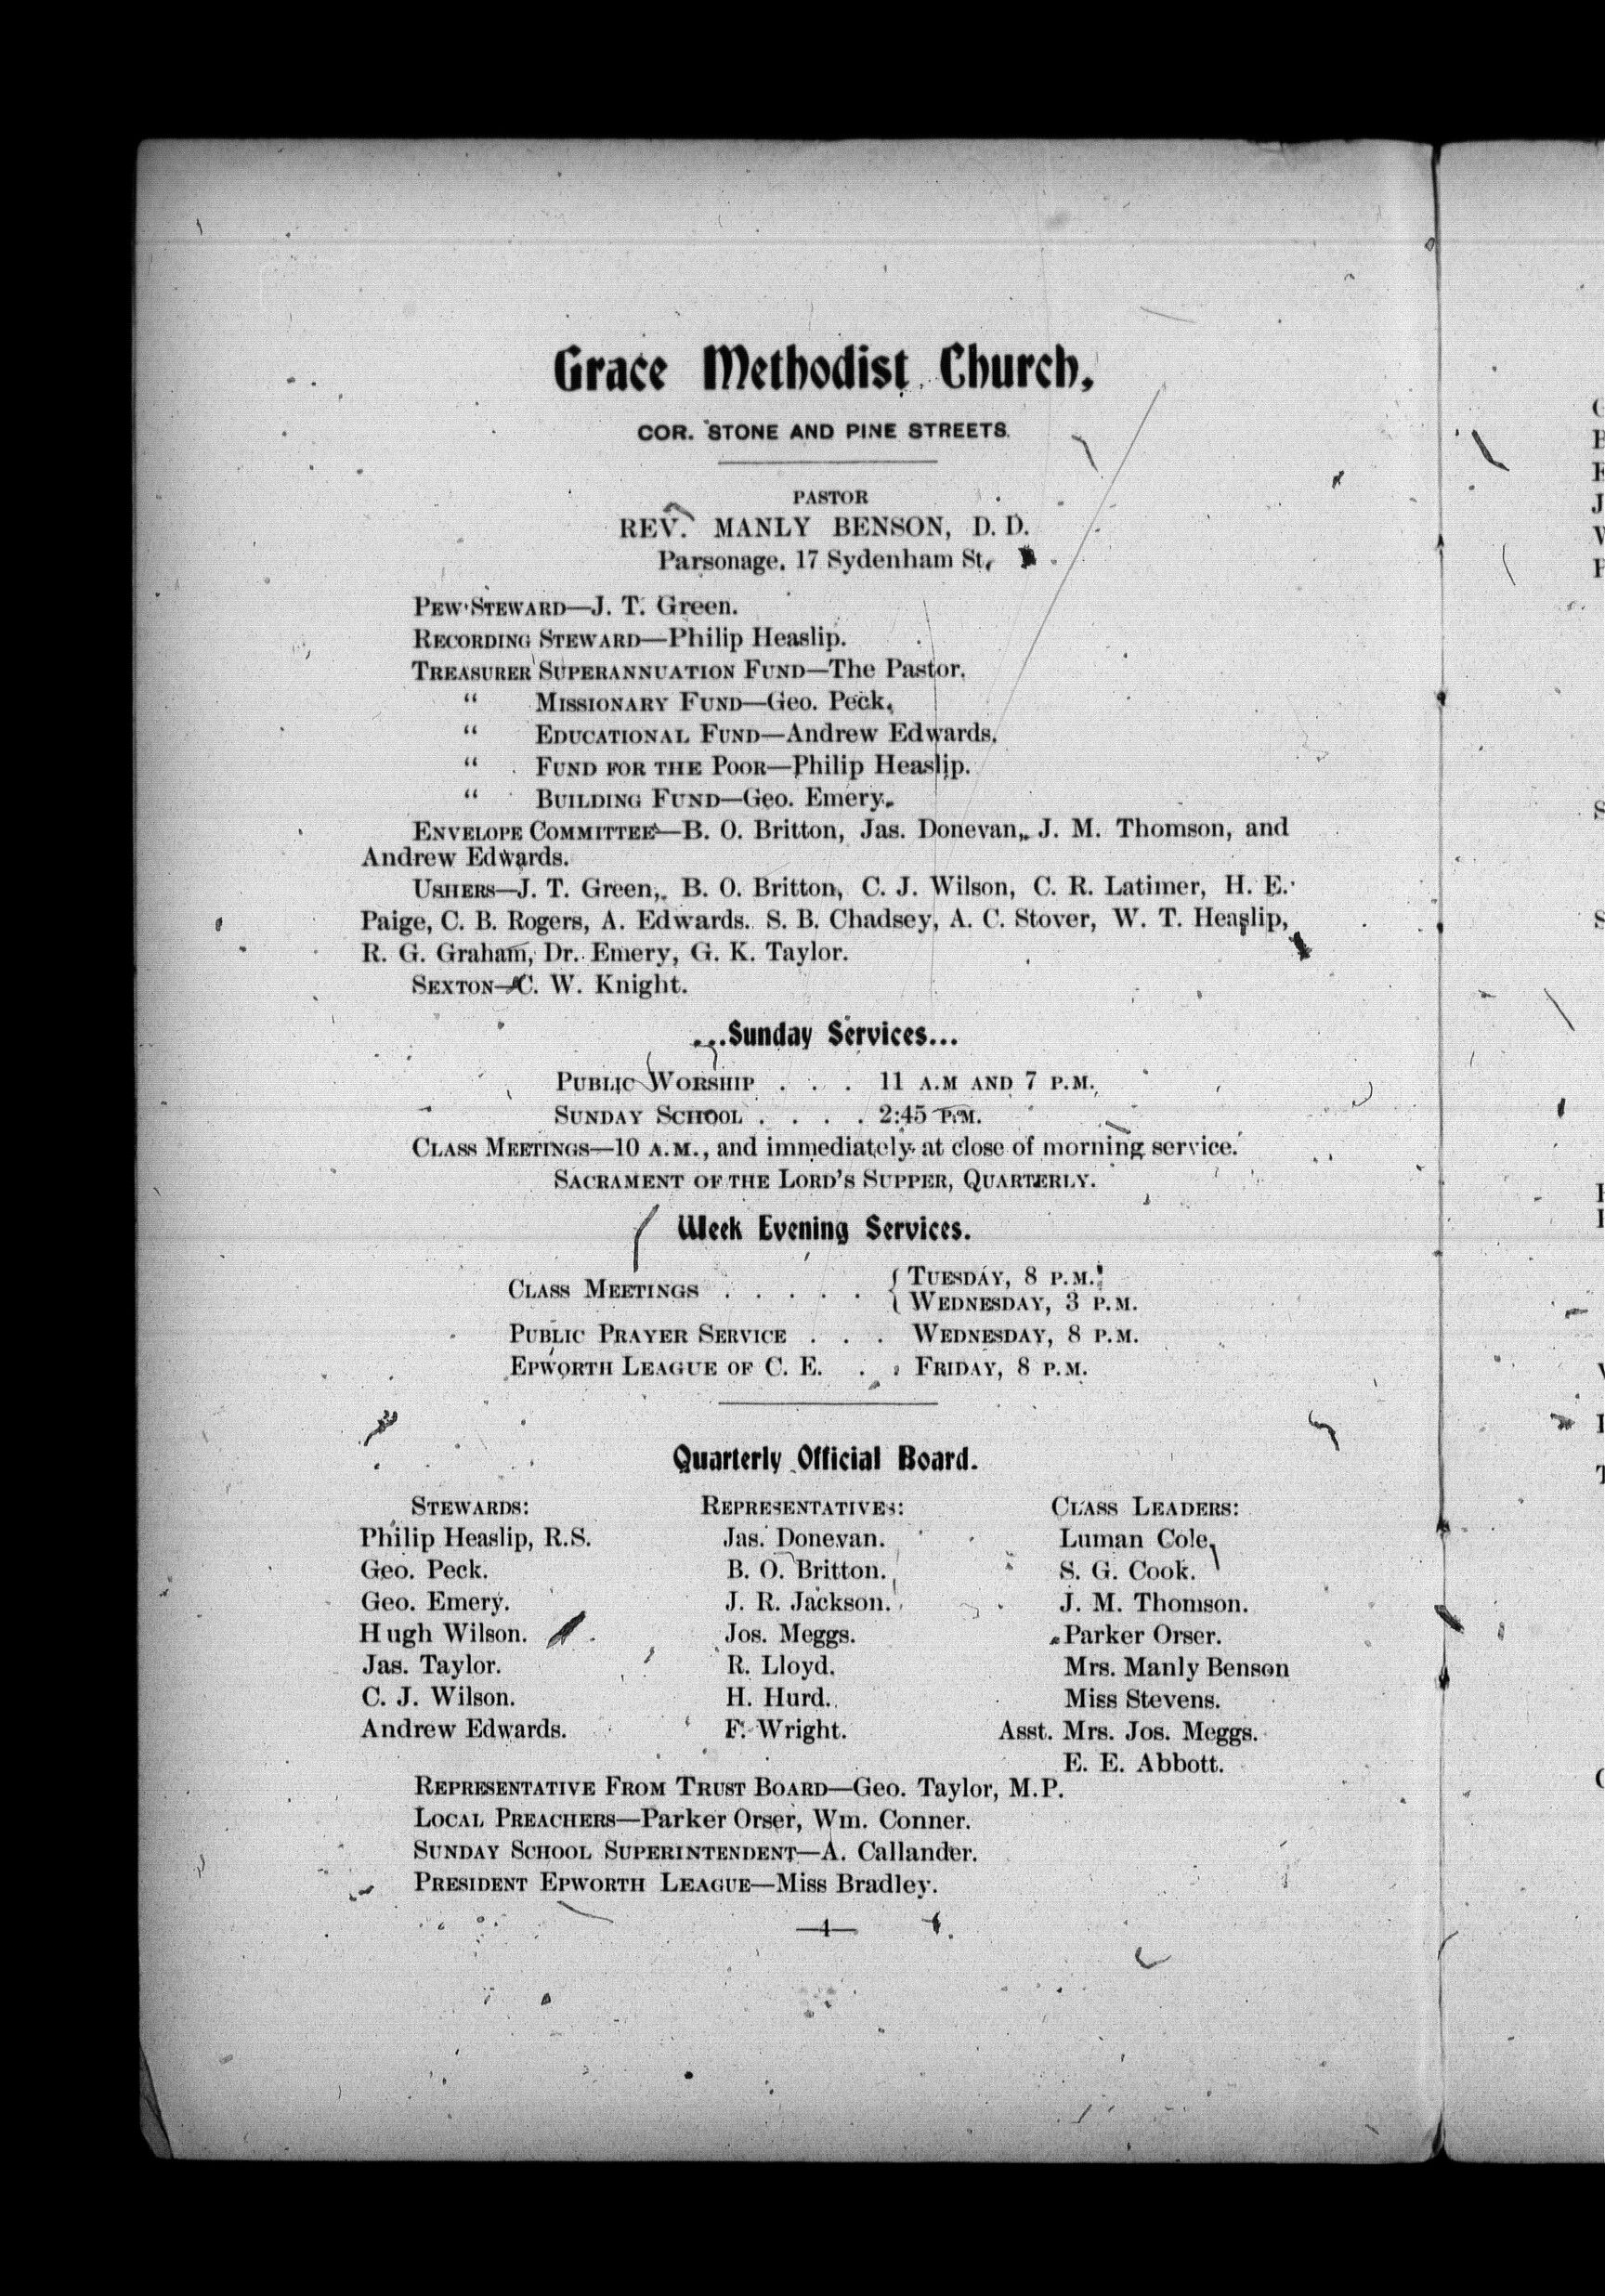 Grace Methodist Church,
COR. STONE AND PINE STREETS.
PASTOR
REV. MANLY BENSON, D. D.
Parsonage. 17 Sydenham St.
PEW STEWARD—J. T. Green.
RECORDING STEWARD—Philip Heaslip.
TREASURER SUPERANNUATION FUND—The Pastor.
“ MISSIONARY FUND—Geo. Peck.
“ EDUCATIONAL FUND—Andrew Edwards.
“ FUND FOR THE POOR—Philip Heaslip.
“ BUILDING FUND—Geo. Emery.
ENVELOPE COMMITTEE—B. O. Britton, Jas. Donevan, J. M. Thomson, and
Andrew Edwards.
USHERS—J. T. Green, B. O. Britton, C. J. Wilson, C. R. Latimer, H. E.
Paige, C. B. Rogers, A. Edwards. S. B. Chadsey, A. C. Stover, W. T. Heaslip,
R. G. Graham, Dr. Emery, G. K. Taylor.
SEXTON—C. W. Knight.
...Sunday Services...
PUBLIC WORSHIP . . . 11 A.M AND 7 P.M.
SUNDAY SCHOOL . . . . 2:45 P.M.
CLASS MEETINGS—10 A.M., and immediately at close of morning service.
SACRAMENT OF THE LORD'S SUPPER, QUARTERLY.
Week Evening Services.
CLASS MEETINGS . . . . . { TUESDAY, 8 P.M.
WEDNESDAY, 3 P.M.
PUBLIC PRAYER SERVICE . . . WEDNESDAY, 8 P.M.
EPWORTH LEAGUE OF C. E. . . FRIDAY, 8 P.M.
Quarterly Official Board.
STEWARDS: REPRESENTATIVES: CLASS LEADERS:
Philip Heaslip, R.S. Jas. Donevan. Luman Cole.
Geo. Peck. B. O. Britton. S. G. Cook.
Geo. Emery. J. R. Jackson. J. M. Thomson.
Hugh Wilson. Jos. Meggs. Parker Orser.
Jas. Taylor. R. Lloyd. Mrs. Manly Benson
C. J. Wilson. H. Hurd. Miss Stevens.
Andrew Edwards. F. Wright. Asst. Mrs. Jos. Meggs.
E. E. Abbott.
REPRESENTATIVE FROM TRUST BOARD—Geo. Taylor, M.P.
LOCAL PREACHERS—Parker Orser, Wm. Conner.
SUNDAY SCHOOL SUPERINTENDENT—A. Callander.
PRESIDENT EPWORTH LEAGUE—Miss Bradley.
—4—